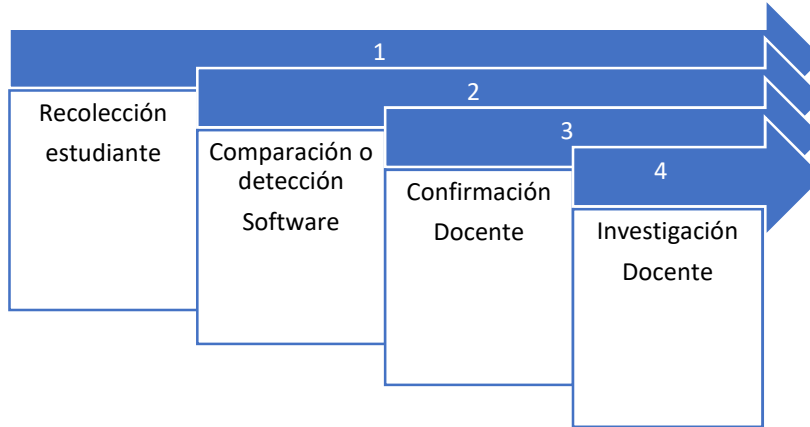 1
Recolección
estudiante
2
Comparación o
detección
Software
3
Confirmación
Docente
4
Investigación
Docente